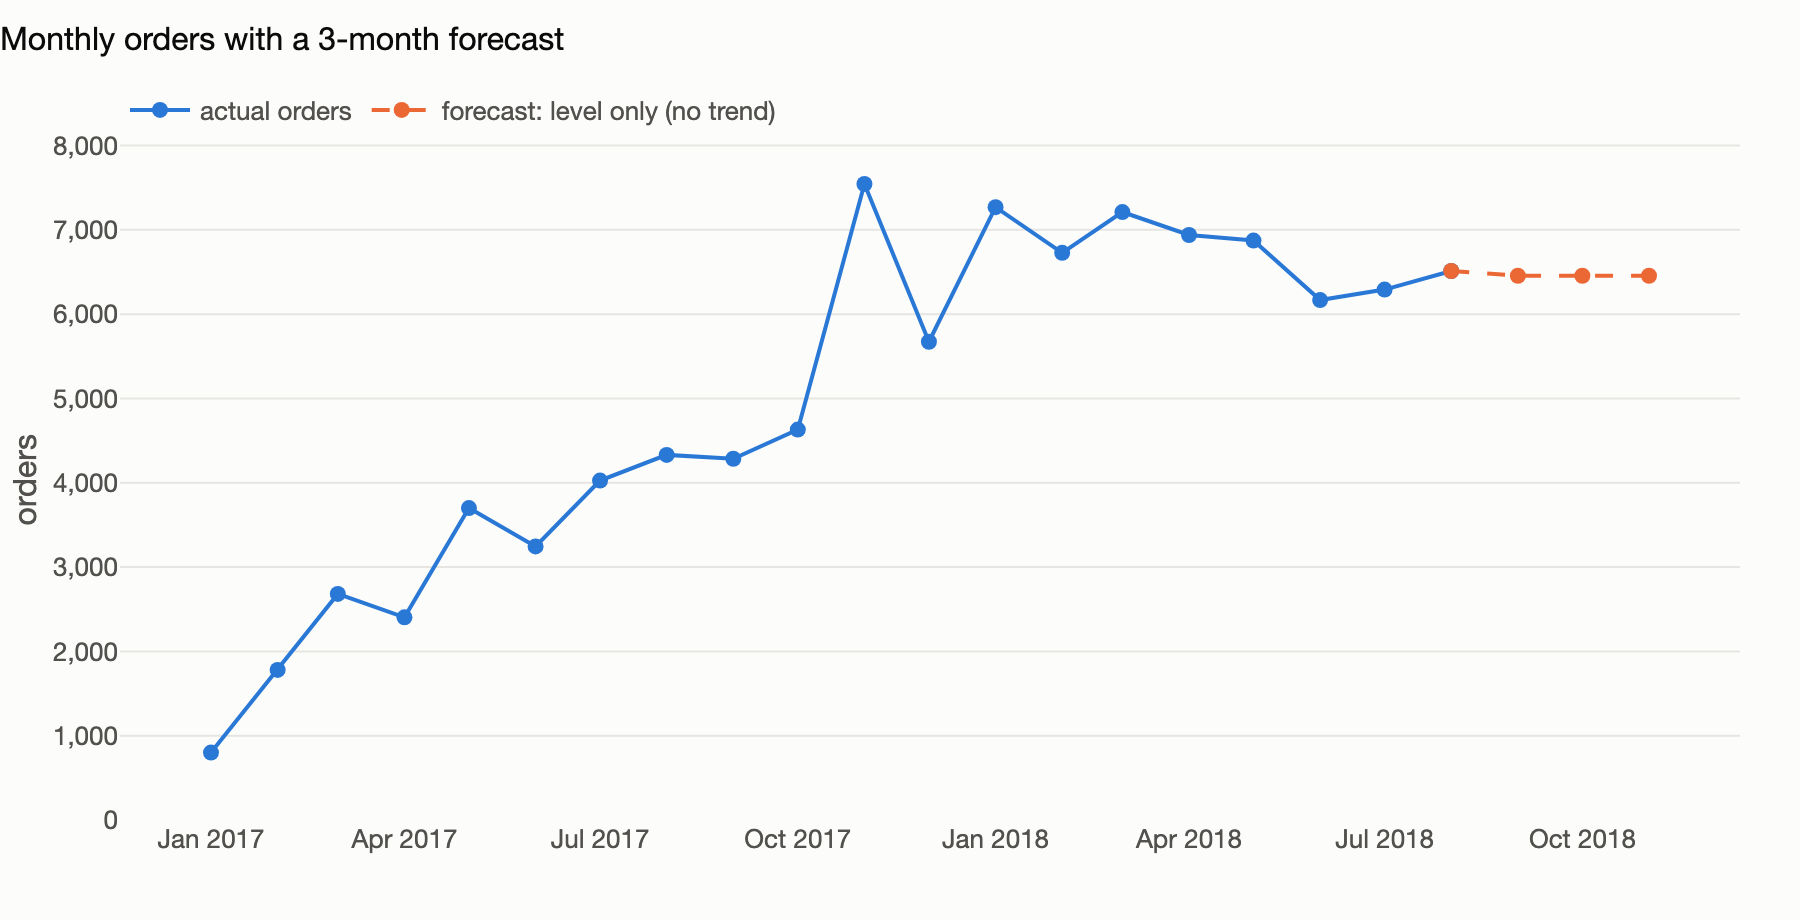 Monthly orders with a 3-month forecast
actual orders
forecast: level only (no trend)
8,000
7,000
6,000
5,000
4,000
3,000
2,000
1,000
0
orders
Jan 2017
Apr 2017
Jul 2017
Oct 2017
Jan 2018
Apr 2018
Jul 2018
Oct 2018